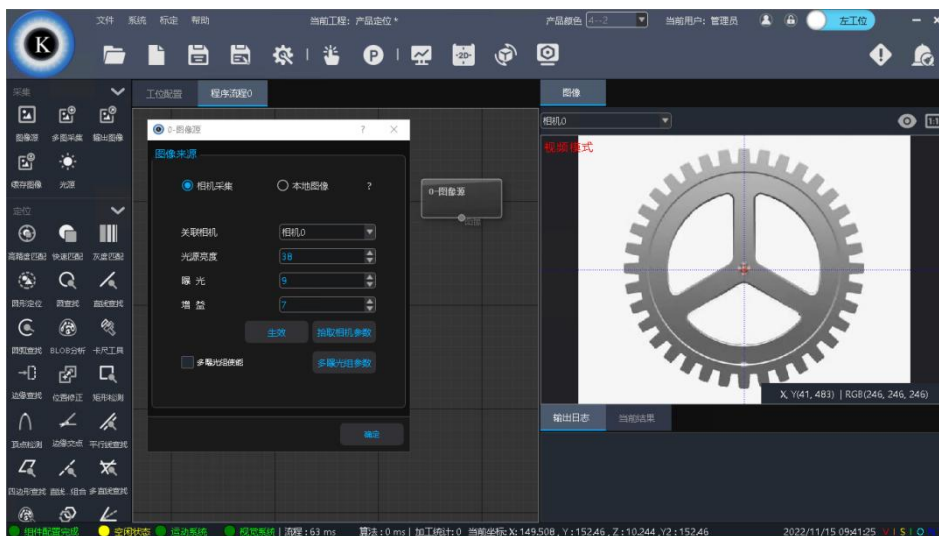 文件 系统 标定 帮助 当前工程: 产品定位 * 产品颜色 4--2 当前用户: 管理员 左工位
K
P
-2D-
采集
工位配置 程序流程0 图像
图像源 多图采集 输出图像
0-图像源 ? ×
相机0
1:1
图像来源
视频模式
缓存图像 光源
相机采集 本地图像 ?
0-图像源
定位
关联相机 相机0
高精度匹配 快速匹配 灰度匹配
光源亮度 38
曝 光 9
圆形定位 圆查找 直线查找
增 益 7
生效 拾取相机参数
圆弧查找 BLOB分析 卡尺工具
多曝光组使能 多曝光组参数
边缘查找 位置修正 矩形检测
X, Y(41, 483) | RGB(246, 246, 246)
输出日志 当前结果
确定
顶点检测 边缘交点 平行线查找
四边形查找 直线...组合 多直线查找
组件配置完成 空闲状态 运动系统 视觉系统 | 流程: 63 ms 算法: 0 ms | 加工统计: 0 当前坐标: X: 149.508 , Y : 152.46 , Z : 10.244 ,Y2 : 152.46 2022/11/15 09:41:25 V | S | O